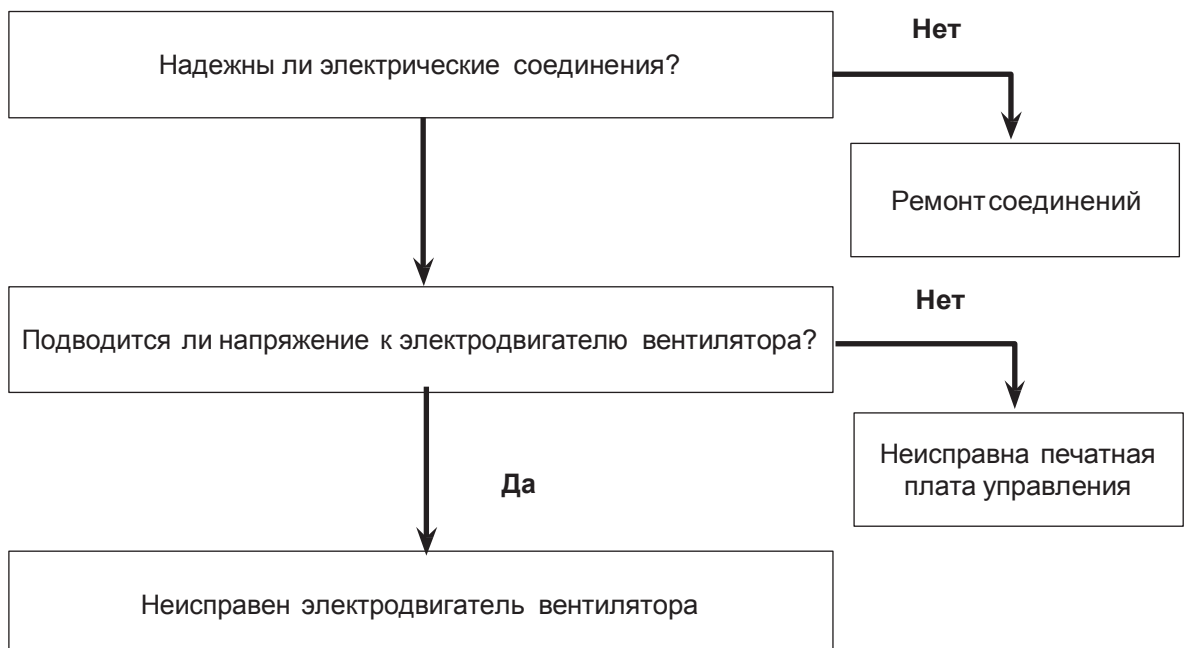 Нет
Надежны ли электрические соединения?
Ремонт соединений
Нет
Подводится ли напряжение к электродвигателю вентилятора?
Неисправна печатная
плата управления
Да
Неисправен электродвигатель вентилятора